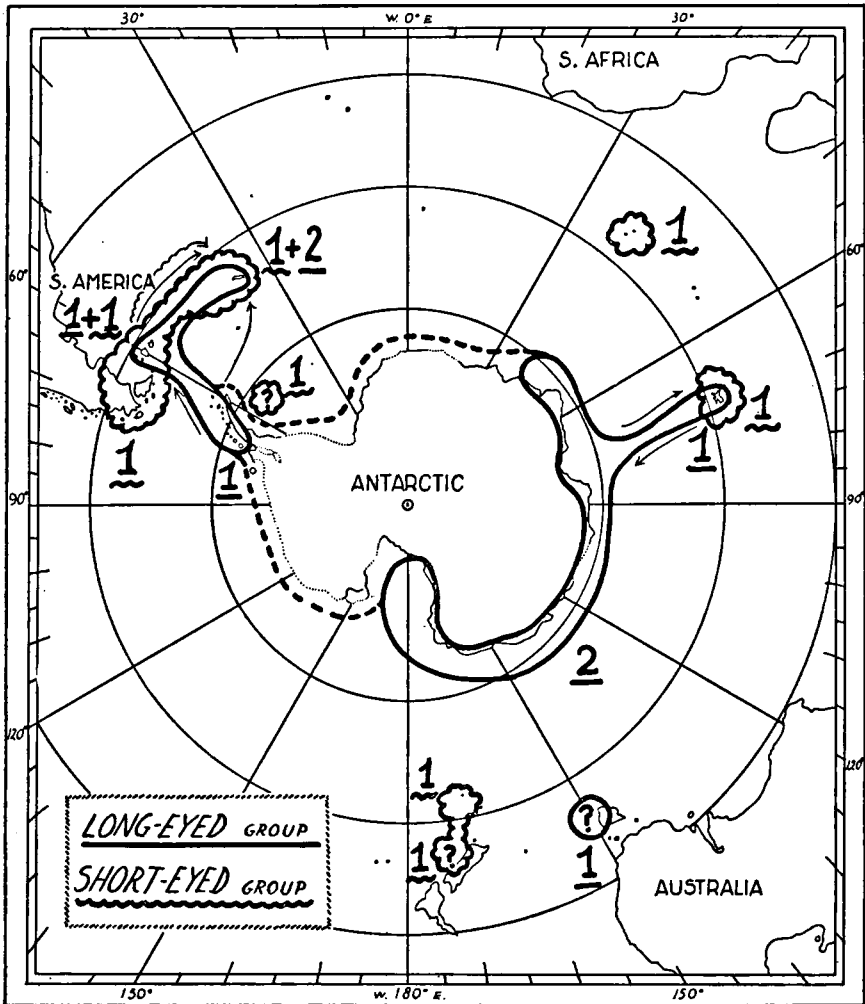 30° W. 0° E 30°
S. AFRICA
1
60° 60°
1+2
S. AMERICA
1+1
? 1
1
1
1 1
ANTARCTIC
90° 90°
2
120° 120°
1
?
? 1
1
LONG-EYED GROUP
SHORT-EYED GROUP
AUSTRALIA
150° W. 180° E. 150°